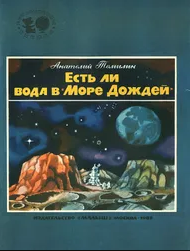 Анатолий Томилин
Есть ли
вода в „Море Дождей“